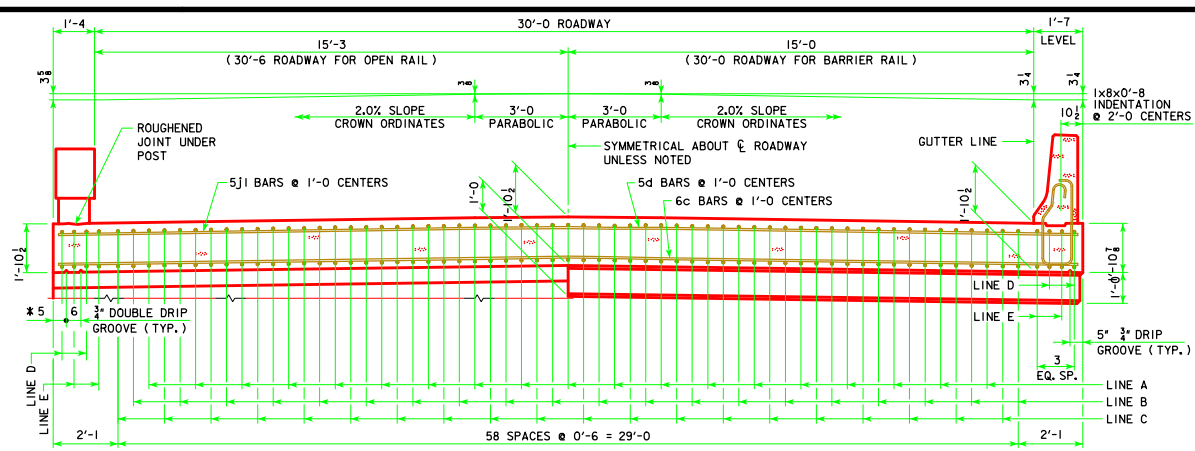 1'-4
30'-0 ROADWAY
1'-7
LEVEL
15'-3
(30'-6 ROADWAY FOR OPEN RAIL)
15'-0
(30'-0 ROADWAY FOR BARRIER RAIL)
3 5/8
3/8
3/8
3 1/4
3 1/4
1x8x0'-8
INDENTATION
@ 2'-0 CENTERS
10 1/2
2.0% SLOPE
CROWN ORDINATES
3'-0
PARABOLIC
3'-0
PARABOLIC
2.0% SLOPE
CROWN ORDINATES
ROUGHENED
JOINT UNDER
POST
SYMMETRICAL ABOUT ℄ ROADWAY
UNLESS NOTED
GUTTER LINE
5j1 BARS @ 1'-0 CENTERS
1'-0
1'-10 1/2
5d BARS @ 1'-0 CENTERS
6c BARS @ 1'-0 CENTERS
1'-10 1/2
1'-10 1/2
1'-10 7/8
1'-0
LINE D
LINE E
* 5
6
3/4" DOUBLE DRIP
GROOVE (TYP.)
5" 3/4" DRIP
GROOVE (TYP.)
3
EQ. SP.
LINE D
LINE E
LINE A
LINE B
LINE C
2'-1
58 SPACES @ 0'-6 = 29'-0
2'-1